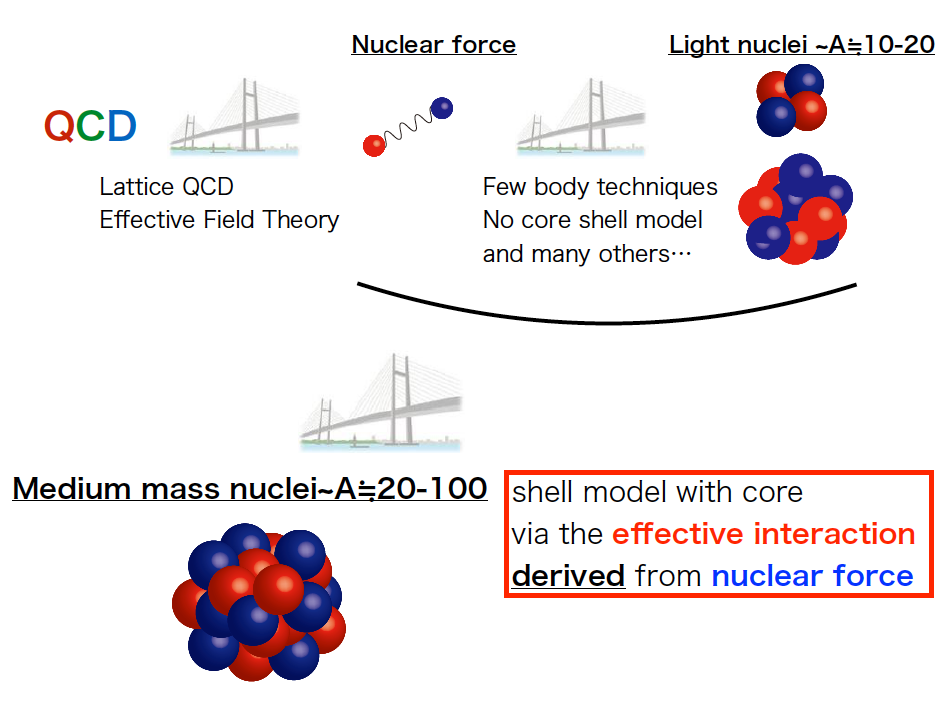 Nuclear force
Light nuclei ~A≒10-20
QCD
Lattice QCD
Effective Field Theory
Few body techniques
No core shell model
and many others…
Medium mass nuclei~A≒20-100
shell model with core
via the effective interaction
derived from nuclear force